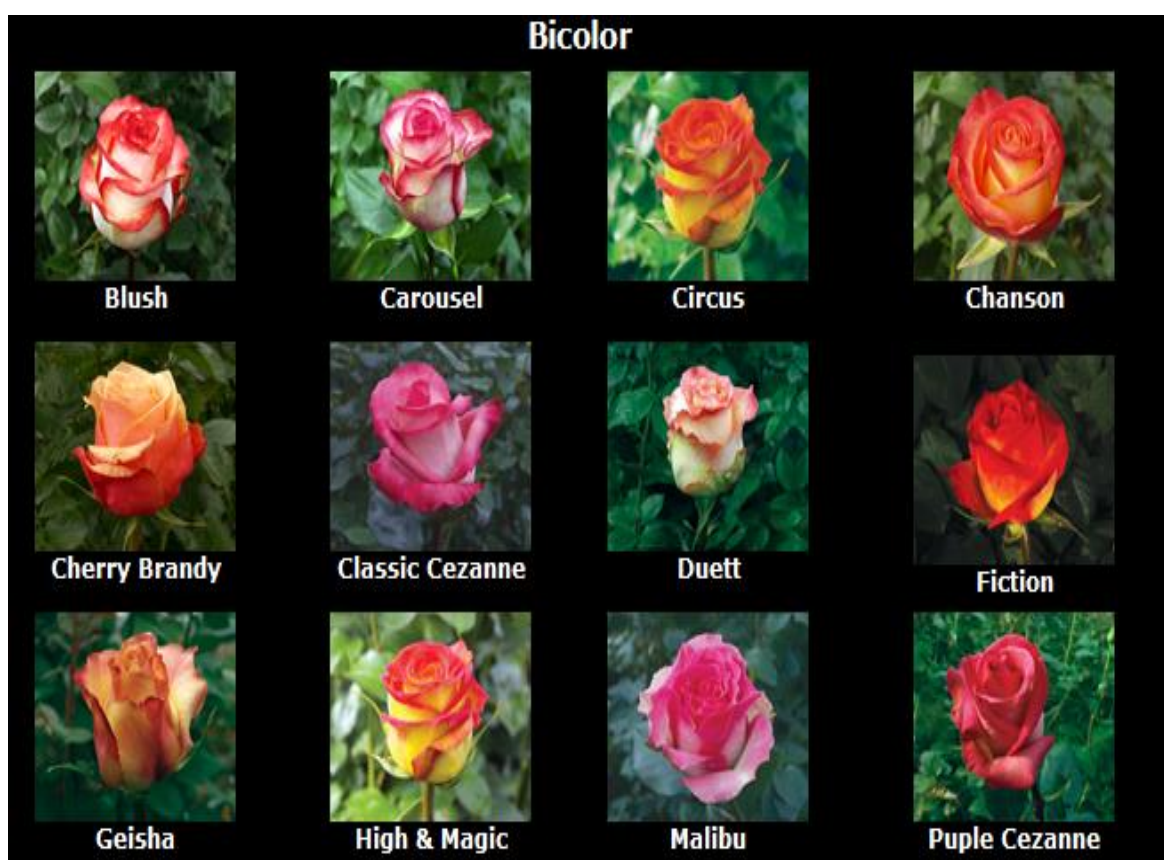 Bicolor
Blush
Carousel
Circus
Chanson
Cherry Brandy
Classic Cezanne
Duett
Fiction
Geisha
High & Magic
Malibu
Puple Cezanne